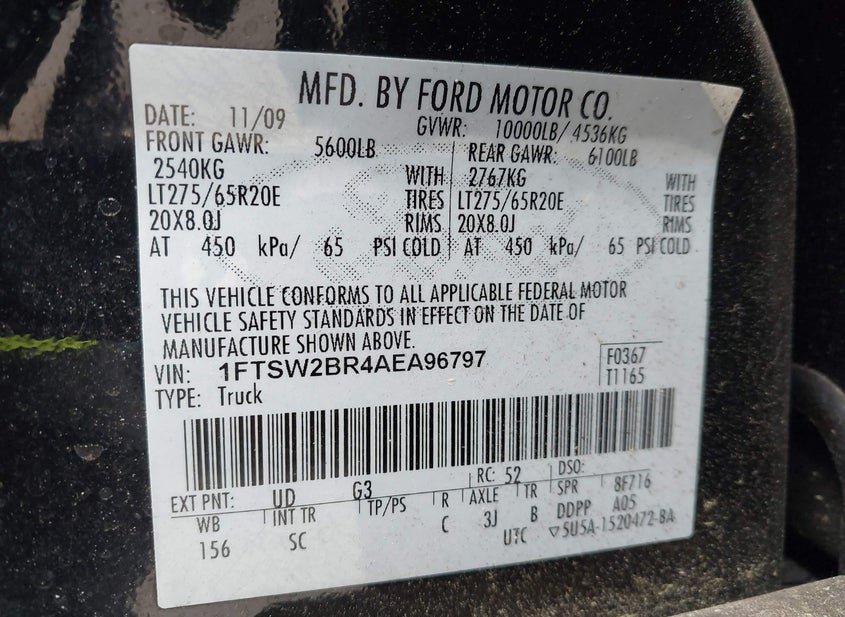 MFD. BY FORD MOTOR CO.
DATE: 11/09 GVWR: 10000LB/ 4536KG
FRONT GAWR: 5600LB REAR GAWR: 6100LB
2540KG WITH 2767KG WITH
LT275/65R20E TIRES LT275/65R20E TIRES
20X8.0J RIMS 20X8.0J RIMS
AT 450 kPa/ 65 PSI COLD AT 450 kPa/ 65 PSI COLD
THIS VEHICLE CONFORMS TO ALL APPLICABLE FEDERAL MOTOR
VEHICLE SAFETY STANDARDS IN EFFECT ON THE DATE OF
MANUFACTURE SHOWN ABOVE.
VIN: 1FTSW2BR4AEA96797 F0367
TYPE: Truck T1165
EXT PNT: UD G3 RC: 52 DSO:
WB INT TR TP/PS R AXLE TR SPR 8F716
156 SC C 3J B DDPP A05
UTC ▽5U5A-1520472-BA